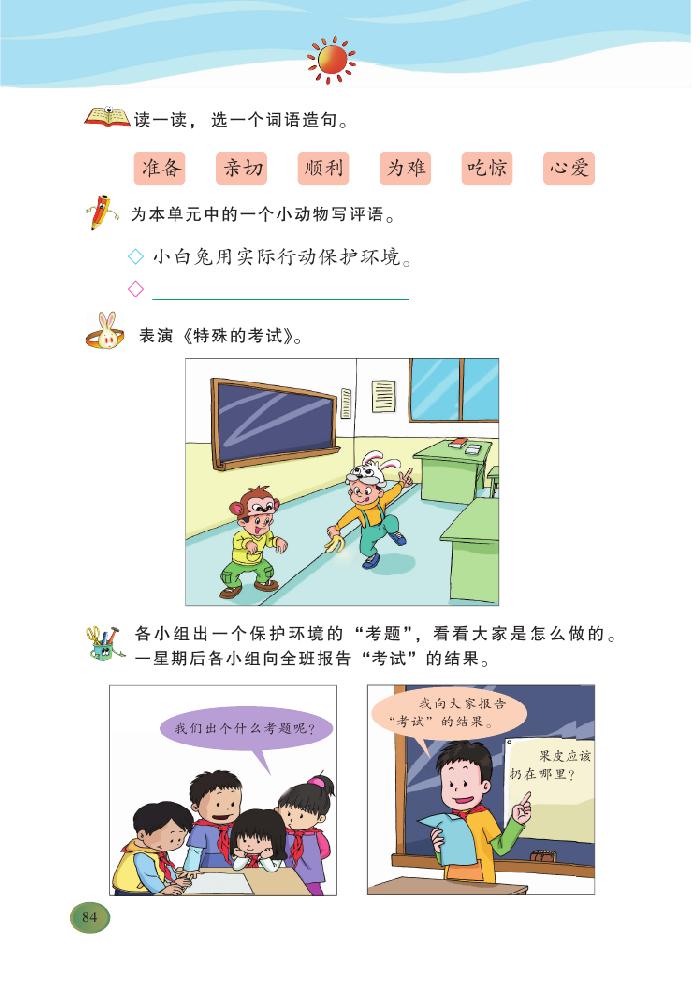 读一读，选一个词语造句。
准备 亲切 顺利 为难 吃惊 心爱
为本单元中的一个小动物写评语。
◇ 小白兔用实际行动保护环境。
◇
表演《特殊的考试》。
各小组出一个保护环境的“考题”，看看大家是怎么做的。
一星期后各小组向全班报告“考试”的结果。
我们出个什么考题呢？
我向大家报告
“考试”的结果。
果皮应该
扔在哪里？
84